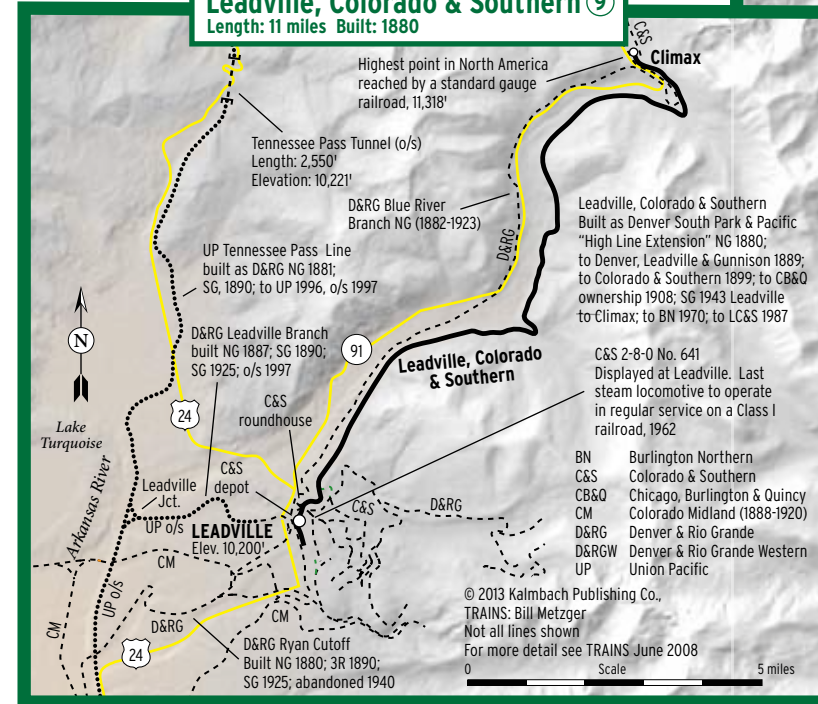 Leadville, Colorado & Southern 9
Length: 11 miles Built: 1880
C&S
Climax
Highest point in North America
reached by a standard gauge
railroad, 11,318'
Tennessee Pass Tunnel (o/s)
Length: 2,550'
Elevation: 10,221'
D&RG Blue River
Branch NG (1882-1923)
D&RG
Leadville, Colorado & Southern
Built as Denver South Park & Pacific
“High Line Extension” NG 1880;
to Denver, Leadville & Gunnison 1889;
to Colorado & Southern 1899; to CB&Q
ownership 1908; SG 1943 Leadville
to Climax; to BN 1970; to LC&S 1987
UP Tennessee Pass Line
built as D&RG NG 1881;
SG, 1890; to UP 1996, o/s 1997
N
D&RG Leadville Branch
built NG 1887; SG 1890;
SG 1925; o/s 1997
91
Leadville, Colorado
& Southern
C&S 2-8-0 No. 641
Displayed at Leadville. Last
steam locomotive to operate
in regular service on a Class I
railroad, 1962
24
C&S
roundhouse
Lake
Turquoise
Arkansas River
Leadville
Jct.
C&S
depot
UP o/s
LEADVILLE
Elev. 10,200'
C&S
D&RG
BN Burlington Northern
C&S Colorado & Southern
CB&Q Chicago, Burlington & Quincy
CM Colorado Midland (1888-1920)
D&RG Denver & Rio Grande
D&RGW Denver & Rio Grande Western
UP Union Pacific
CM
UP o/s
CM
D&RG
CM
24
D&RG Ryan Cutoff
Built NG 1880; 3R 1890;
SG 1925; abandoned 1940
© 2013 Kalmbach Publishing Co.,
TRAINS: Bill Metzger
Not all lines shown
For more detail see TRAINS June 2008
0 Scale 5 miles